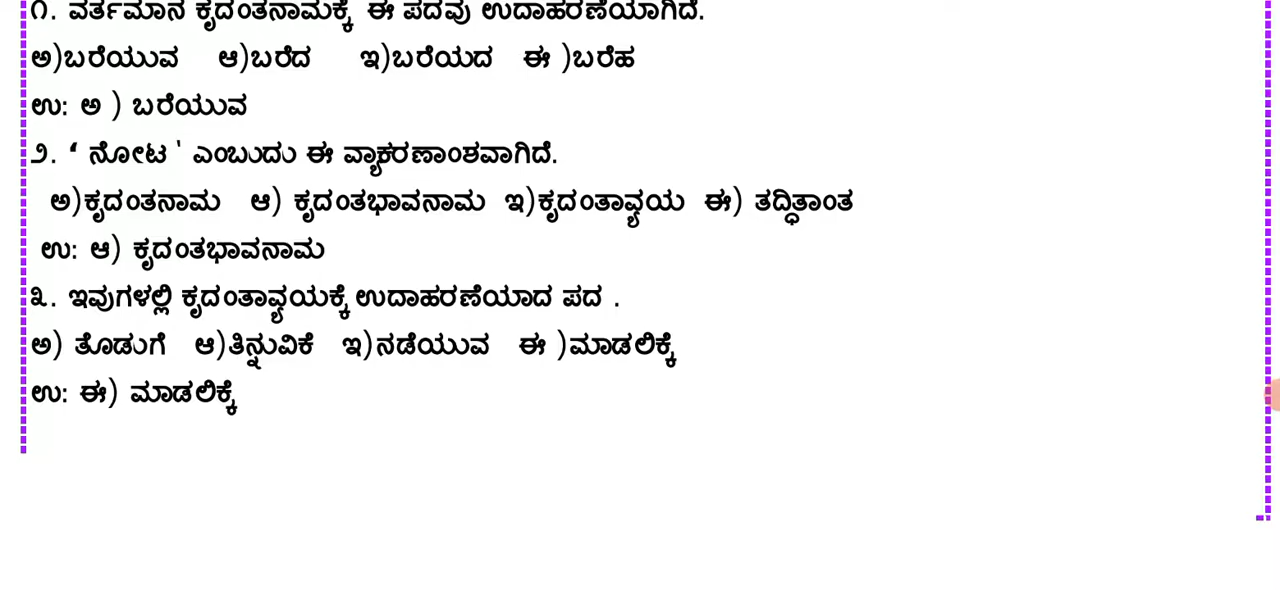 ೧. ವರ್ತಮಾನ ಕೃದಂತನಾಮಕ್ಕೆ ಈ ಪದವು ಉದಾಹರಣೆಯಾಗಿದೆ.
ಅ)ಬರೆಯುವ ಆ)ಬರೆದ ಇ)ಬರೆಯದ ಈ )ಬರೆಹ
ಉ: ಅ ) ಬರೆಯುವ
೨. ‘ ನೋಟ ' ಎಂಬುದು ಈ ವ್ಯಾಕರಣಾಂಶವಾಗಿದೆ.
ಅ)ಕೃದಂತನಾಮ ಆ) ಕೃದಂತಭಾವನಾಮ ಇ)ಕೃದಂತಾವ್ಯಯ ಈ) ತದ್ಧಿತಾಂತ
ಉ: ಆ) ಕೃದಂತಭಾವನಾಮ
೩. ಇವುಗಳಲ್ಲಿ ಕೃದಂತಾವ್ಯಯಕ್ಕೆ ಉದಾಹರಣೆಯಾದ ಪದ .
ಅ) ತೊಡುಗೆ ಆ)ತಿನ್ನುವಿಕೆ ಇ)ನಡೆಯುವ ಈ )ಮಾಡಲಿಕ್ಕೆ
ಉ: ಈ) ಮಾಡಲಿಕ್ಕೆ